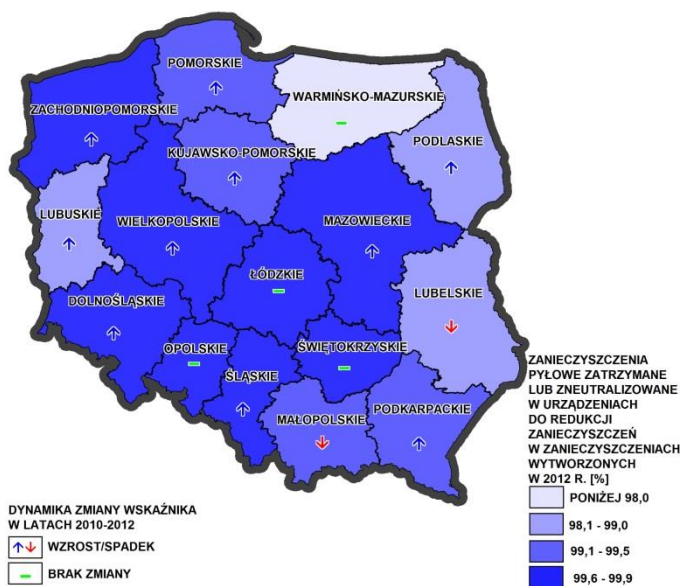 POMORSKIE
WARMIŃSKO-MAZURSKIE
ZACHODNIOPOMORSKIE
PODLASKIE
KUJAWSKO-POMORSKIE
LUBUSKIE
WIELKOPOLSKIE
MAZOWIECKIE
ŁÓDZKIE
LUBELSKIE
DOLNOŚLĄSKIE
OPOLSKIE
ŚWIĘTOKRZYSKIE
ŚLĄSKIE
MAŁOPOLSKIE
PODKARPACKIE
ZANIECZYSZCZENIA
PYŁOWE ZATRZYMANE
LUB ZNEUTRALIZOWANE
W URZĄDZENIACH
DO REDUKCJI
ZANIECZYSZCZEŃ
W ZANIECZYSZCZENIACH
WYTWORZONYCH
W 2012 R. [%]
PONIŻEJ 98,0
98,1 - 99,0
99,1 - 99,5
99,6 - 99,9
DYNAMIKA ZMIANY WSKAŹNIKA
W LATACH 2010-2012
WZROST/SPADEK
BRAK ZMIANY